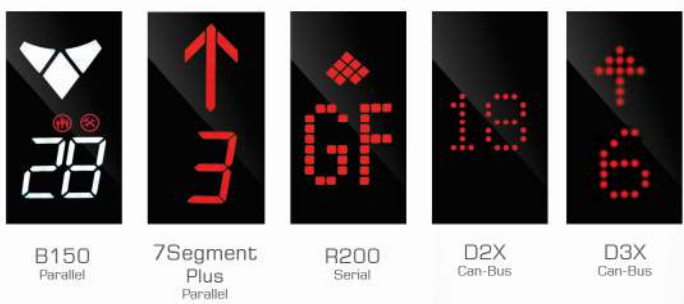 28
3
GF
18
6
B150
Parallel
7Segment
Plus
Parallel
R200
Serial
D2X
Can-Bus
D3X
Can-Bus